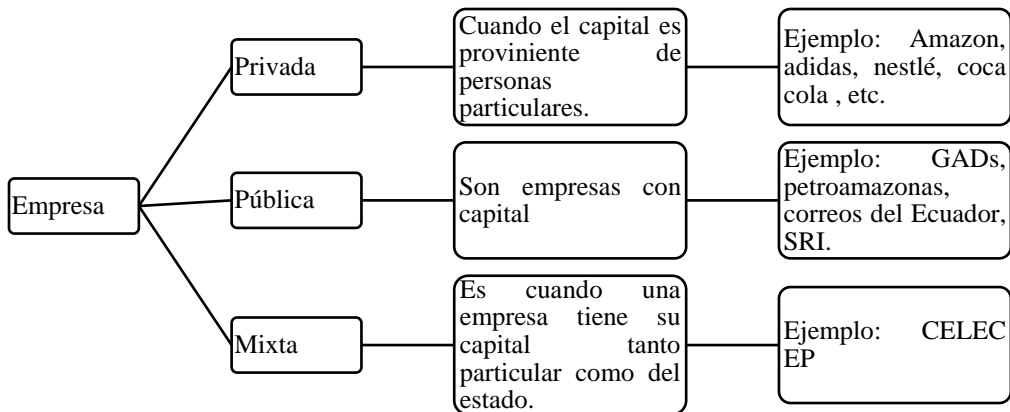 Empresa
Privada
Cuando el capital es
proviniente de
personas
particulares.
Ejemplo: Amazon,
adidas, nestlé, coca
cola , etc.
Pública
Son empresas con
capital
Ejemplo: GADs,
petroamazonas,
correos del Ecuador,
SRI.
Mixta
Es cuando una
empresa tiene su
capital tanto
particular como del
estado.
Ejemplo: CELEC
EP